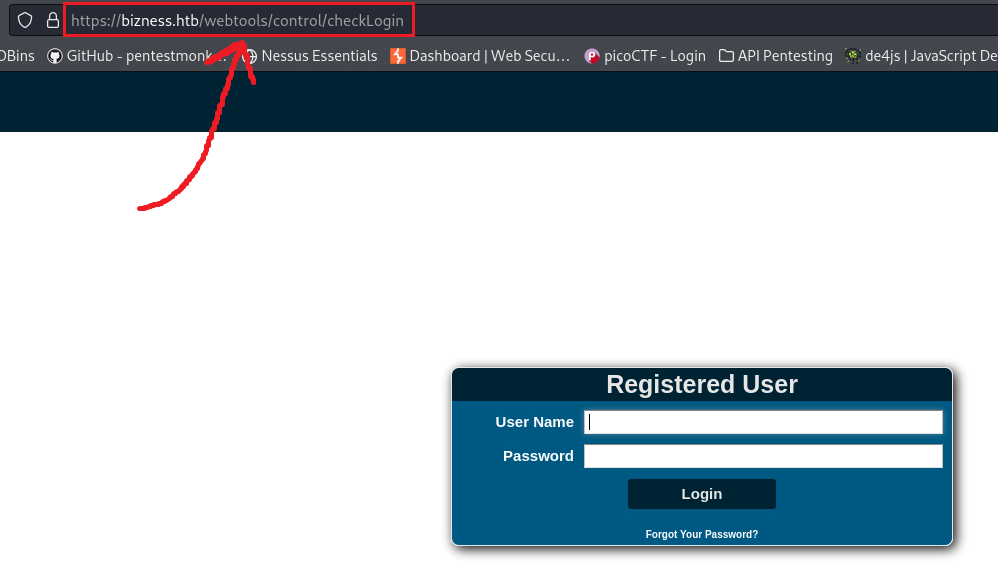 https://bizness.htb/webtools/control/checkLogin
OBins GitHub - pentestmonk… Nessus Essentials Dashboard | Web Secu… picoCTF - Login API Pentesting de4js | JavaScript De
Registered User
User Name
Password
Login
Forgot Your Password?